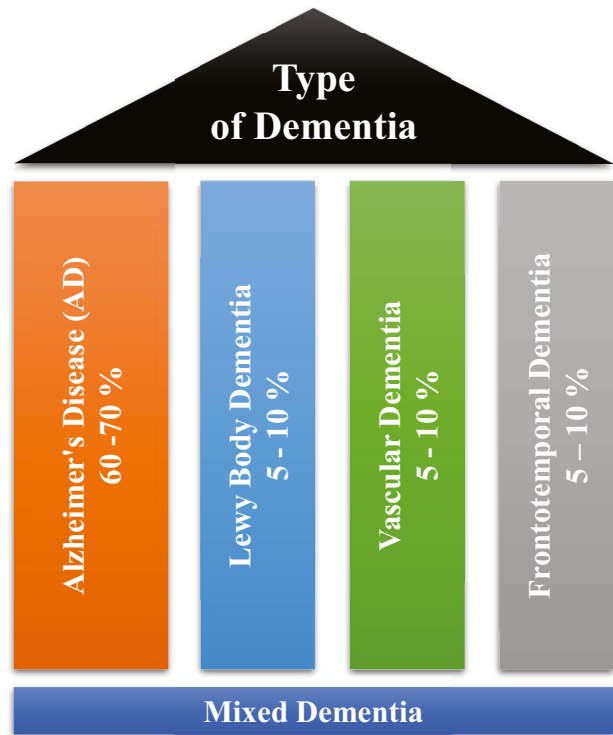 Type
of Dementia
Alzheimer's Disease (AD)
60 -70 %
Lewy Body Dementia
5 - 10 %
Vascular Dementia
5 - 10 %
Frontotemporal Dementia
5 – 10 %
Mixed Dementia